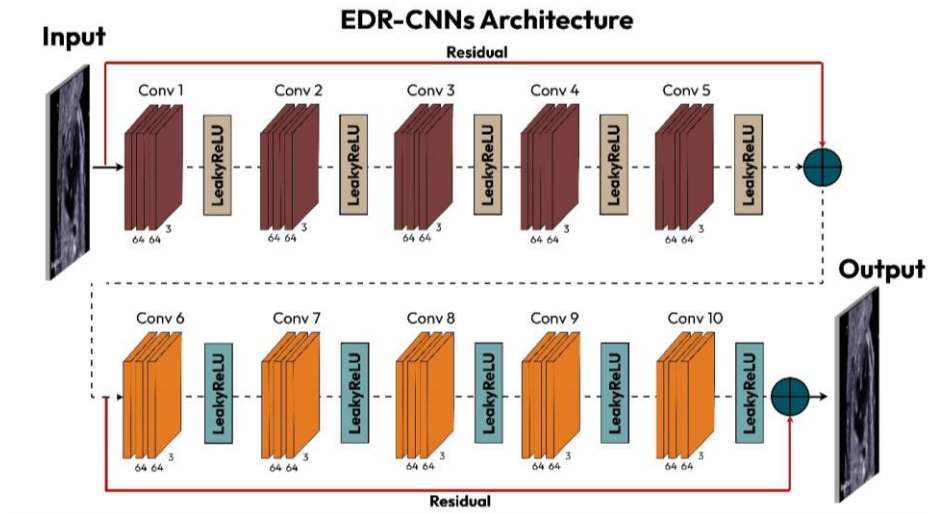 EDR-CNNs Architecture
Input
Residual
Conv 1 Conv 2 Conv 3 Conv 4 Conv 5
LeakyReLU LeakyReLU LeakyReLU LeakyReLU LeakyReLU
64 64 3 64 64 3 64 64 3 64 64 3 64 64 3
Output
Conv 6 Conv 7 Conv 8 Conv 9 Conv 10
LeakyReLU LeakyReLU LeakyReLU LeakyReLU LeakyReLU
64 64 3 64 64 3 64 64 3 64 64 3 64 64 3
Residual